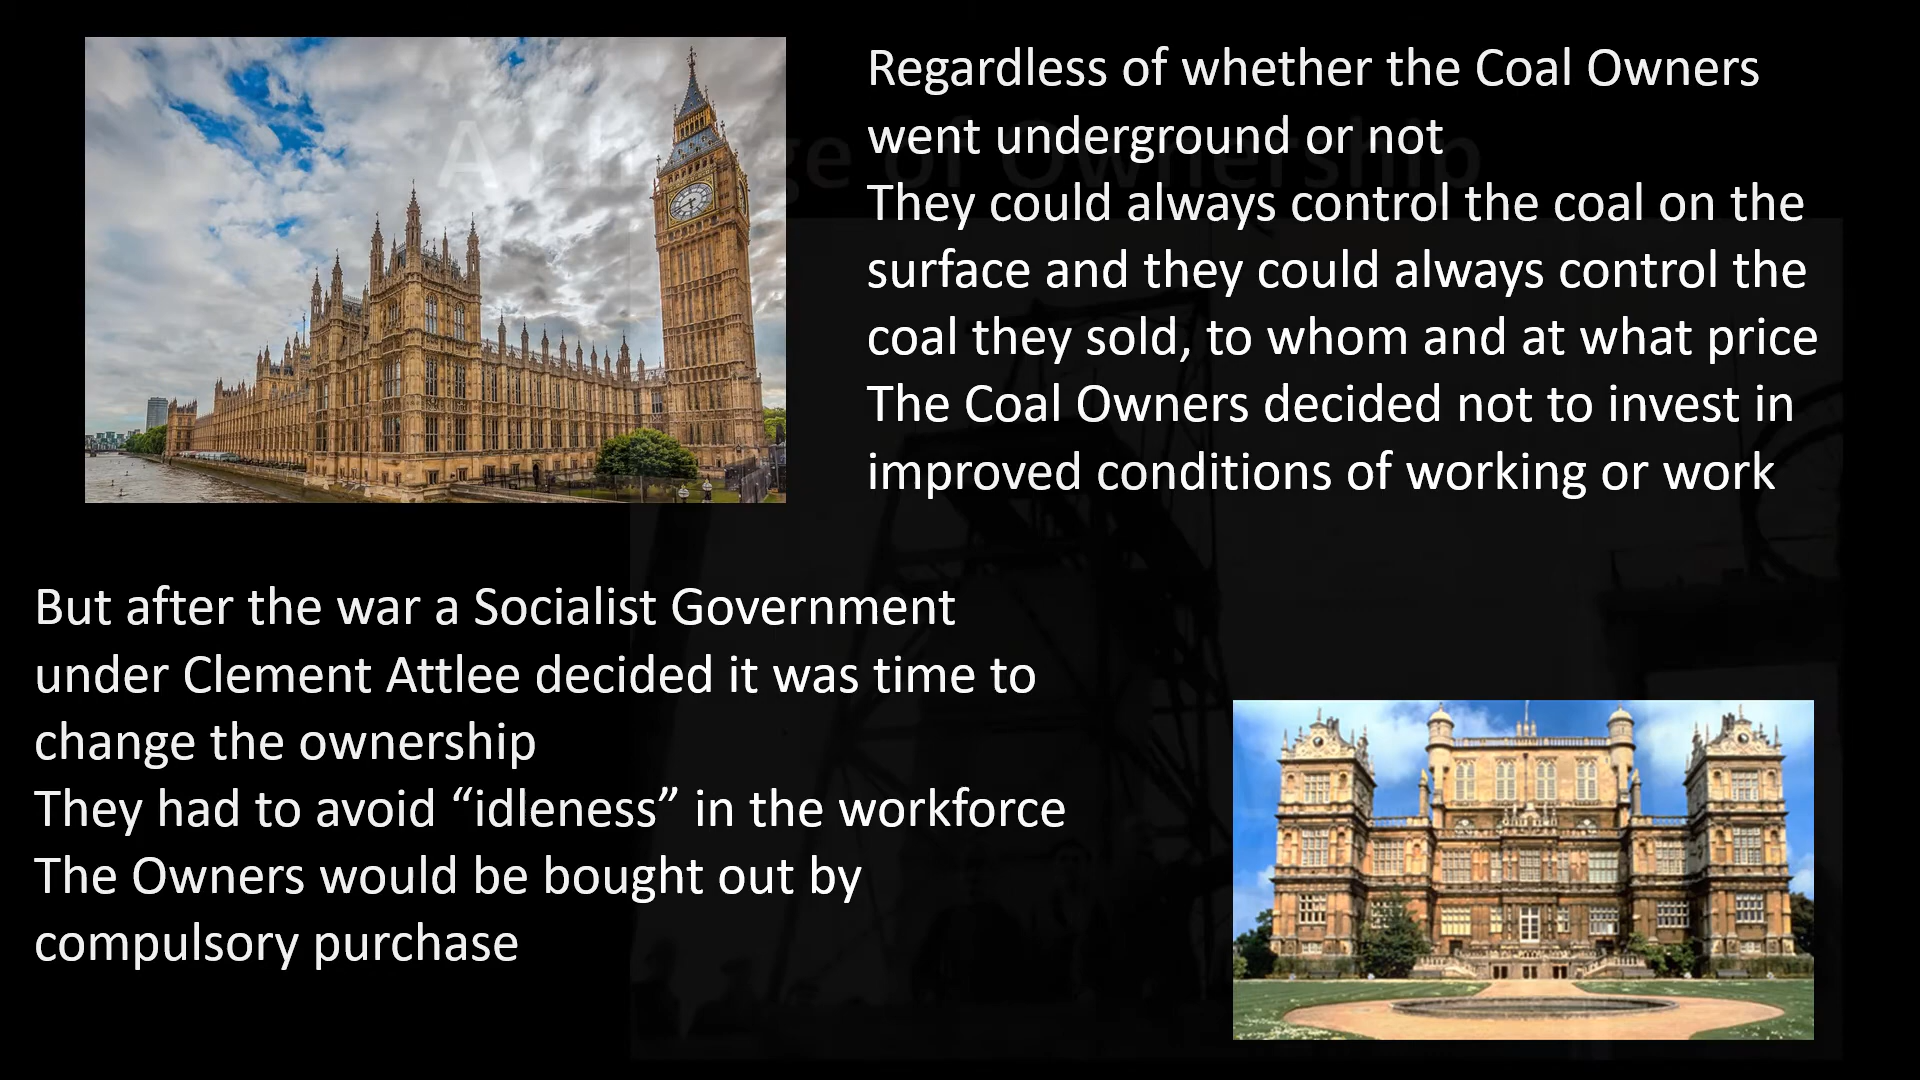 A Change of Ownership
Regardless of whether the Coal Owners
went underground or not
They could always control the coal on the
surface and they could always control the
coal they sold, to whom and at what price
The Coal Owners decided not to invest in
improved conditions of working or work
But after the war a Socialist Government
under Clement Attlee decided it was time to
change the ownership
They had to avoid “idleness” in the workforce
The Owners would be bought out by
compulsory purchase